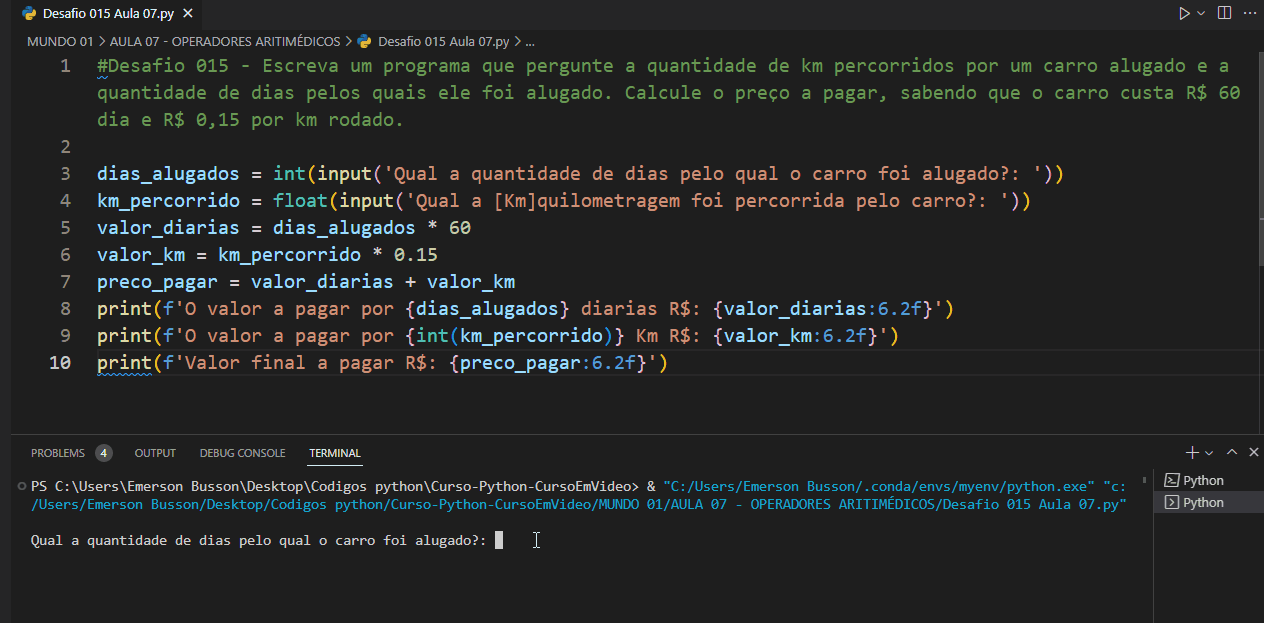 Desafio 015 Aula 07.py
MUNDO 01 > AULA 07 - OPERADORES ARITIMÉDICOS > Desafio 015 Aula 07.py > ...
1 #Desafio 015 - Escreva um programa que pergunte a quantidade de km percorridos por um carro alugado e a
quantidade de dias pelos quais ele foi alugado. Calcule o preço a pagar, sabendo que o carro custa R$ 60
dia e R$ 0,15 por km rodado.
2
3 dias_alugados = int(input('Qual a quantidade de dias pelo qual o carro foi alugado?: '))
4 km_percorrido = float(input('Qual a [Km]quilometragem foi percorrida pelo carro?: '))
5 valor_diarias = dias_alugados * 60
6 valor_km = km_percorrido * 0.15
7 preco_pagar = valor_diarias + valor_km
8 print(f'O valor a pagar por {dias_alugados} diarias R$: {valor_diarias:6.2f}')
9 print(f'O valor a pagar por {int(km_percorrido)} Km R$: {valor_km:6.2f}')
10 print(f'Valor final a pagar R$: {preco_pagar:6.2f}')
PROBLEMS 4 OUTPUT DEBUG CONSOLE TERMINAL
PS C:\Users\Emerson Busson\Desktop\Codigos python\Curso-Python-CursoEmVideo> & "C:/Users/Emerson Busson/.conda/envs/myenv/python.exe" "c:
/Users/Emerson Busson/Desktop/Codigos python/Curso-Python-CursoEmVideo/MUNDO 01/AULA 07 - OPERADORES ARITIMÉDICOS/Desafio 015 Aula 07.py"
Qual a quantidade de dias pelo qual o carro foi alugado?:
Python
Python